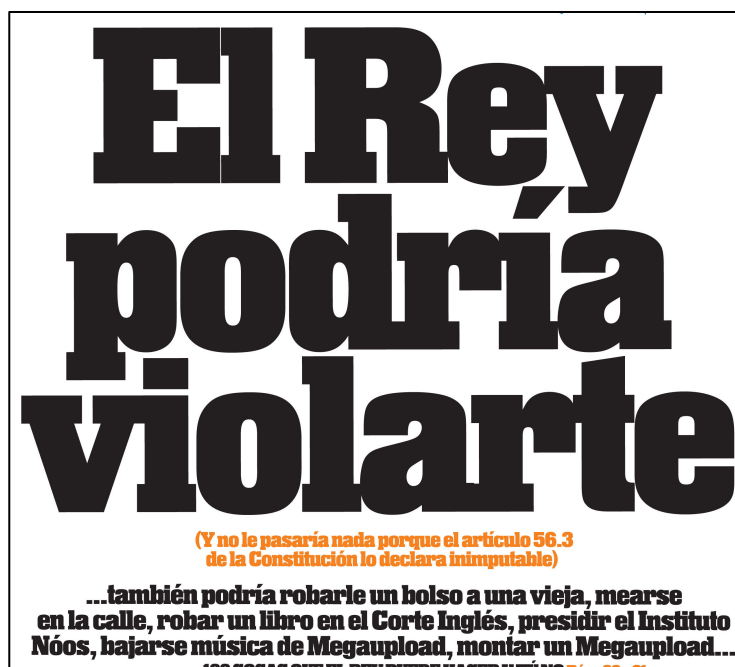 El Rey
podría
violarte
(Y no le pasaría nada porque el artículo 56.3
de la Constitución lo declara inimputable)
...también podría robarle un bolso a una vieja, mearse
en la calle, robar un libro en el Corte Inglés, presidir el Instituto
Nóos, bajarse música de Megaupload, montar un Megaupload...